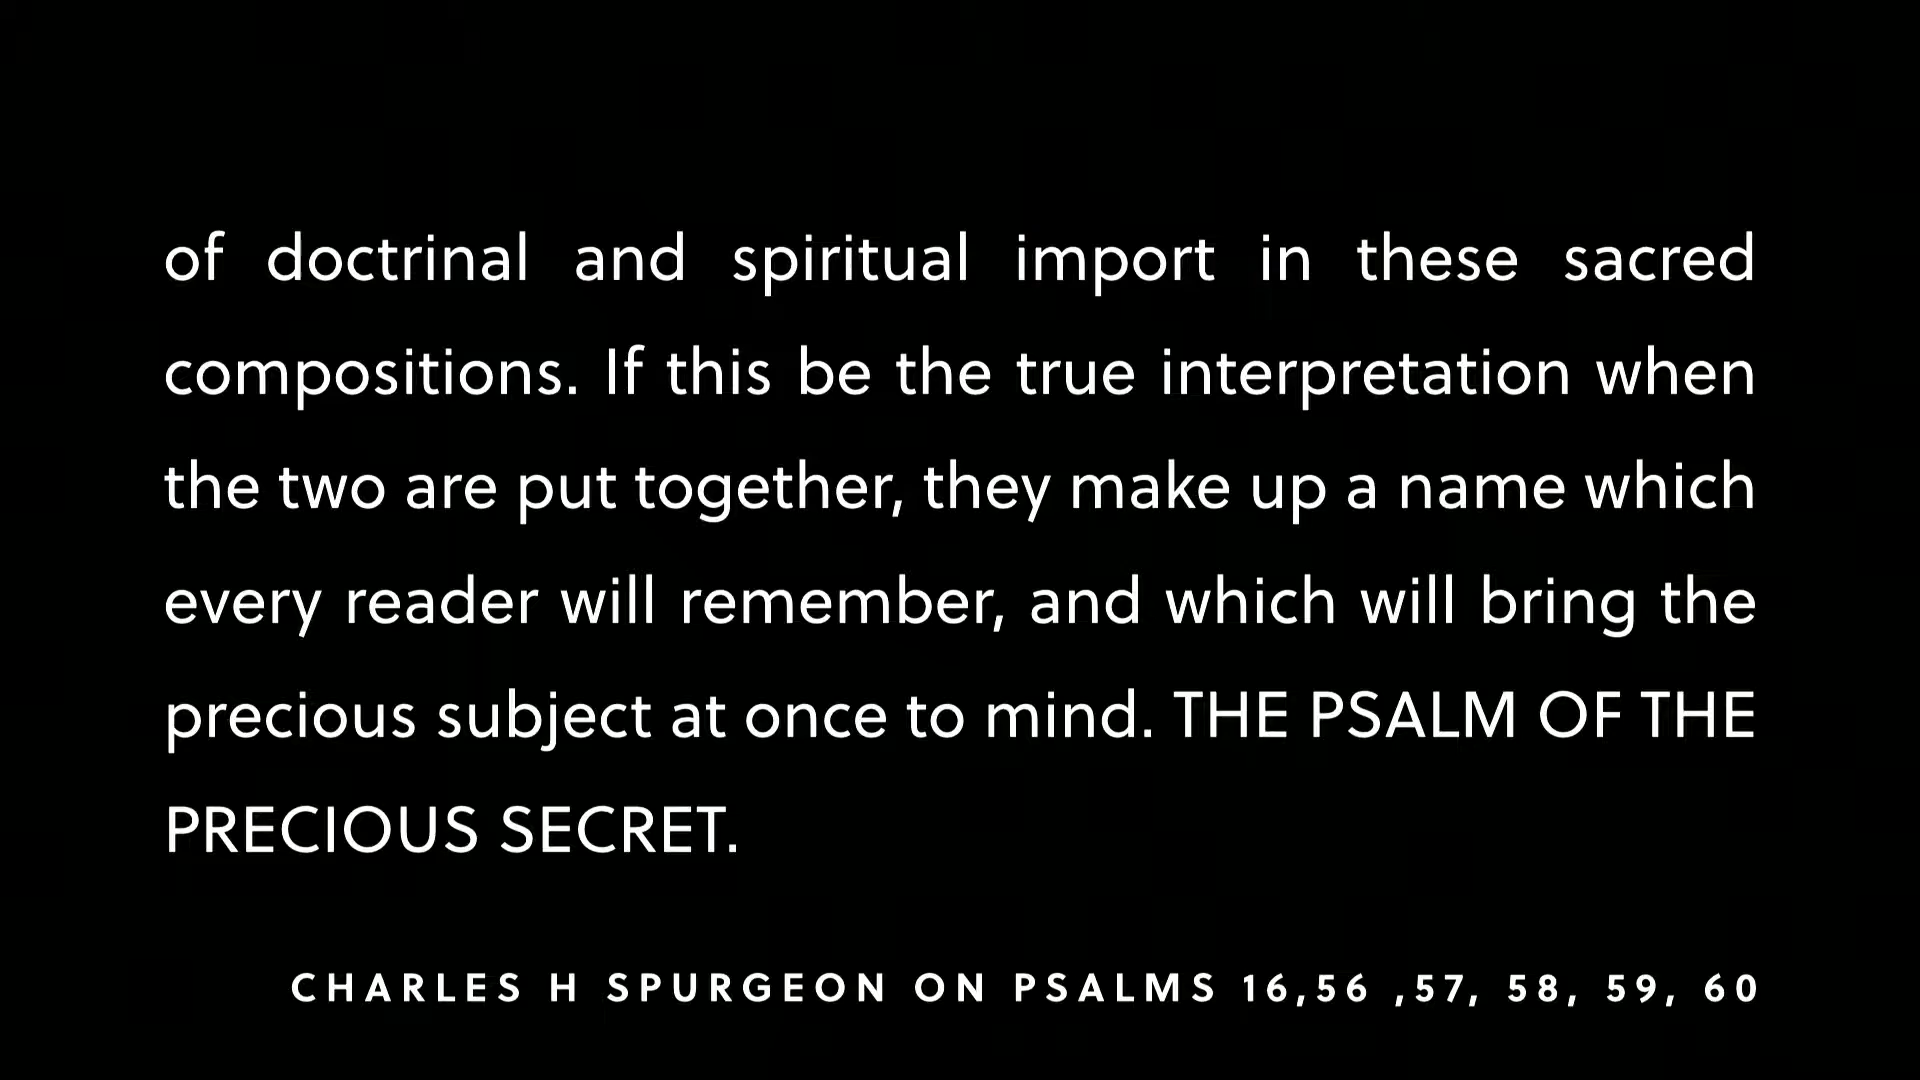 of doctrinal and spiritual import in these sacred
compositions. If this be the true interpretation when
the two are put together, they make up a name which
every reader will remember, and which will bring the
precious subject at once to mind. THE PSALM OF THE
PRECIOUS SECRET.
CHARLES H SPURGEON ON PSALMS 16,56 ,57, 58, 59, 60